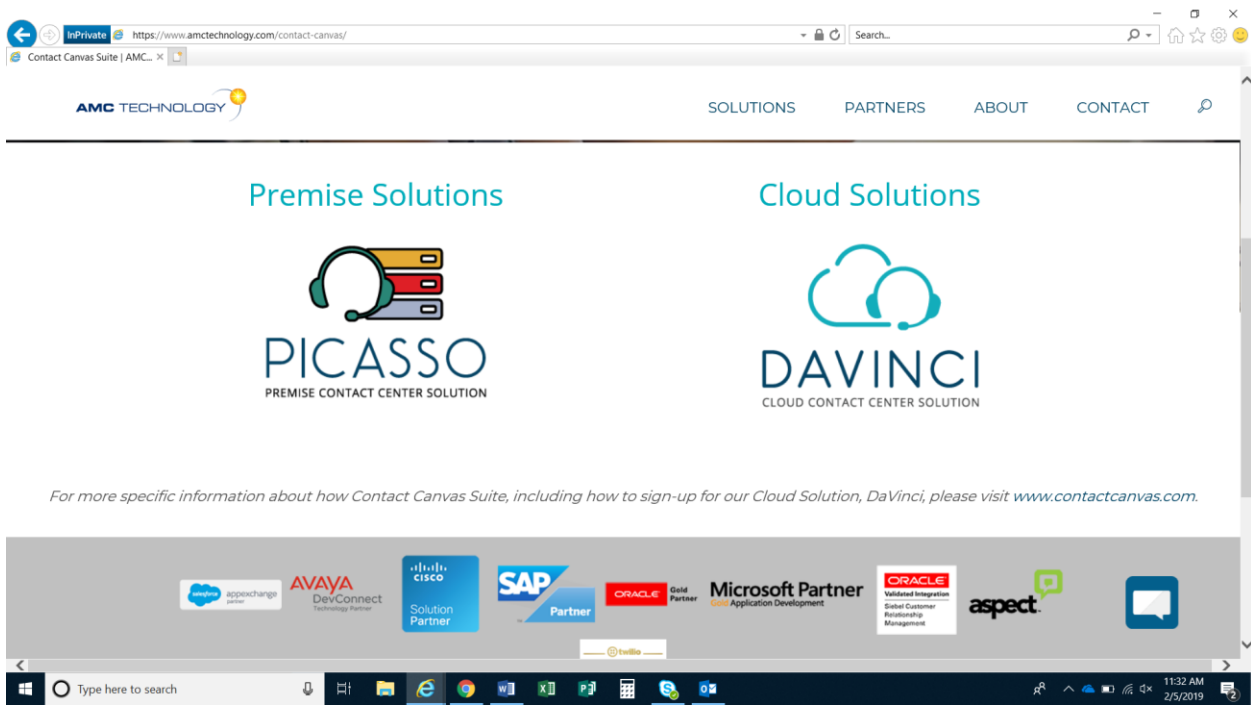 InPrivate https://www.amctechnology.com/contact-canvas/ Search...
Contact Canvas Suite | AMC...
AMC TECHNOLOGY SOLUTIONS PARTNERS ABOUT CONTACT
Premise Solutions
PICASSO
PREMISE CONTACT CENTER SOLUTION
Cloud Solutions
DAVINCI
CLOUD CONTACT CENTER SOLUTION
For more specific information about how Contact Canvas Suite, including how to sign-up for our Cloud Solution, DaVinci, please visit www.contactcanvas.com.
salesforce appexchange
partner
AVAYA
DevConnect
Technology Partner
CISCO
Solution
Partner
SAP
Partner
ORACLE Gold
Partner
Microsoft Partner
Gold Application Development
ORACLE
Validated Integration
Siebel Customer
Relationship
Management
aspect
twilio
Type here to search
11:32 AM
2/5/2019
2